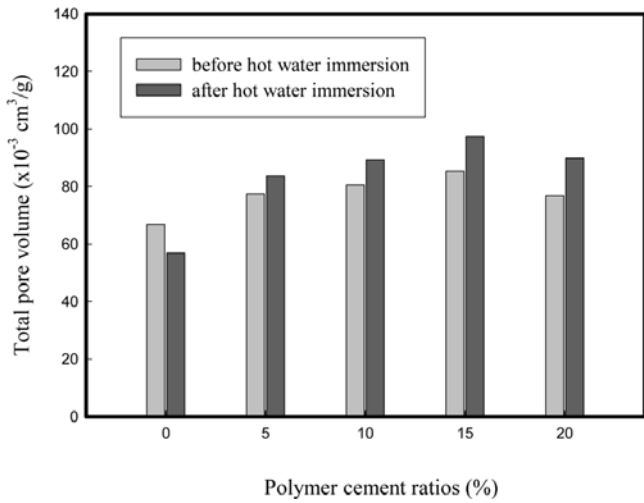 140
120
100
80
60
40
20
0
Total pore volume (x10⁻³ cm³/g)
before hot water immersion
after hot water immersion
0 5 10 15 20
Polymer cement ratios (%)